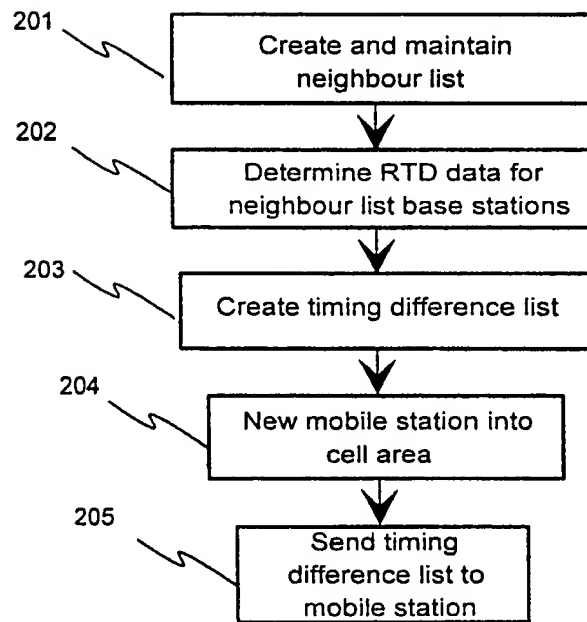 201
Create and maintain
neighbour list
202
Determine RTD data for
neighbour list base stations
203
Create timing difference list
204
New mobile station into
cell area
205
Send timing
difference list to
mobile station